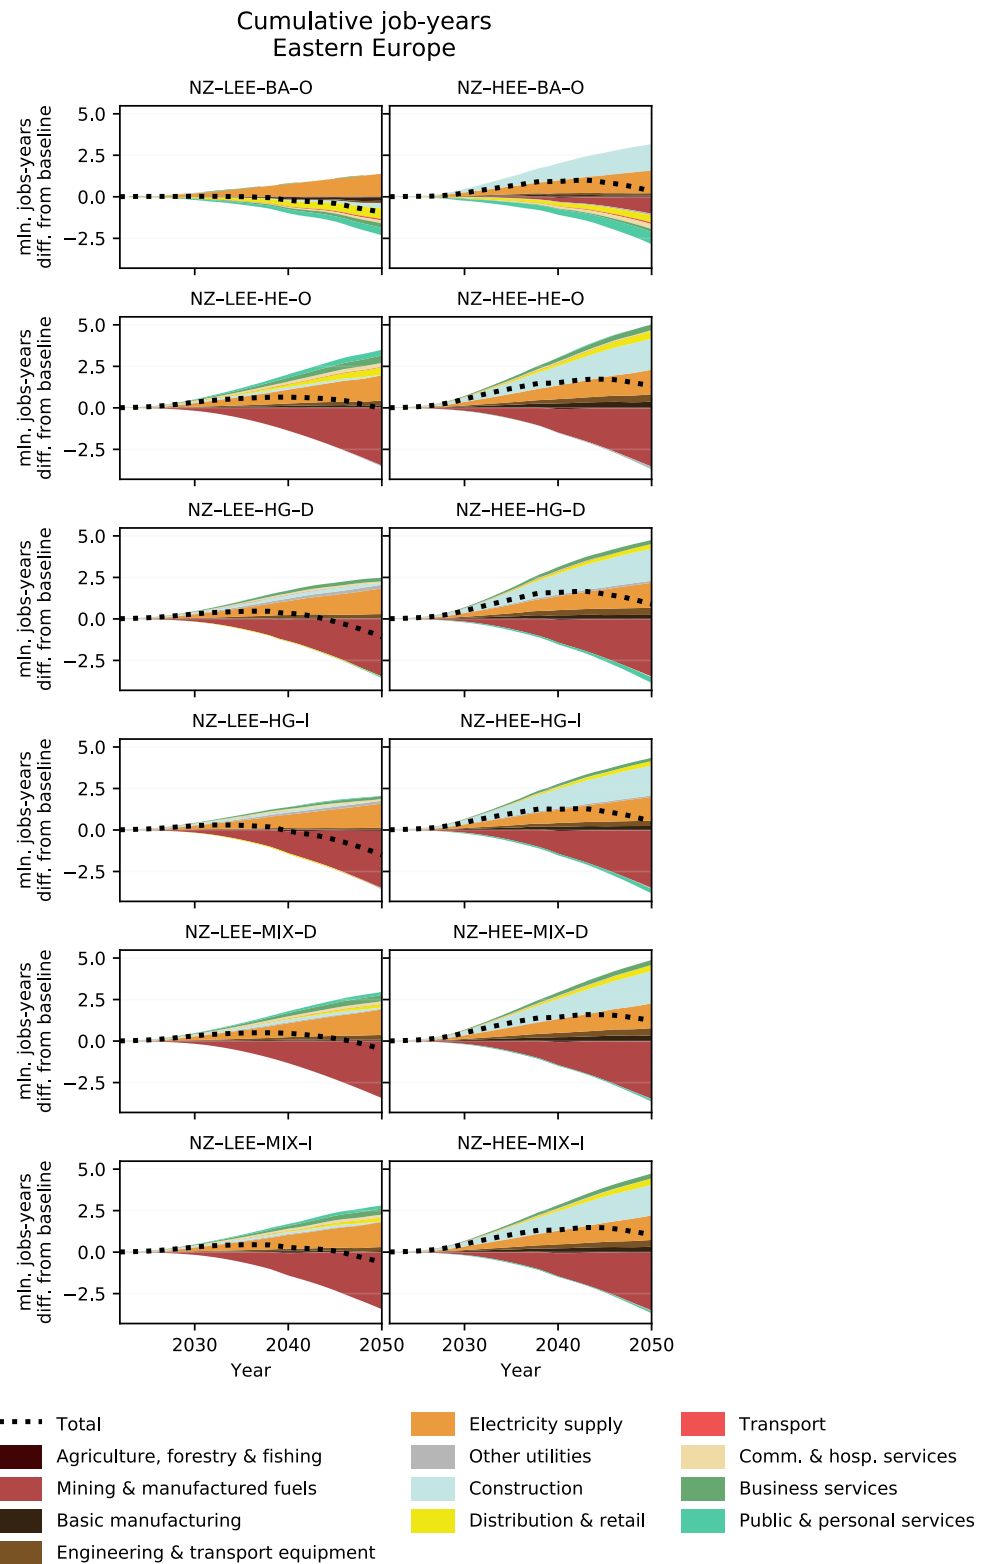 Cumulative job-years
Eastern Europe
NZ–LEE–BA–O
NZ–HEE–BA–O
mln. jobs-years
diff. from baseline
5.0
2.5
0.0
−2.5
NZ–LEE-HE–O
NZ–HEE–HE–O
mln. jobs-years
diff. from baseline
5.0
2.5
0.0
−2.5
NZ–LEE–HG–D
NZ–HEE–HG–D
mln. jobs-years
diff. from baseline
5.0
2.5
0.0
−2.5
NZ–LEE–HG–I
NZ–HEE–HG–I
mln. jobs-years
diff. from baseline
5.0
2.5
0.0
−2.5
NZ–LEE–MIX–D
NZ–HEE–MIX–D
mln. jobs-years
diff. from baseline
5.0
2.5
0.0
−2.5
NZ–LEE–MIX–I
NZ–HEE–MIX–I
mln. jobs-years
diff. from baseline
5.0
2.5
0.0
−2.5
2030 2040 2050 2030 2040 2050
Year Year
Total
Agriculture, forestry & fishing
Mining & manufactured fuels
Basic manufacturing
Engineering & transport equipment
Electricity supply
Other utilities
Construction
Distribution & retail
Transport
Comm. & hosp. services
Business services
Public & personal services